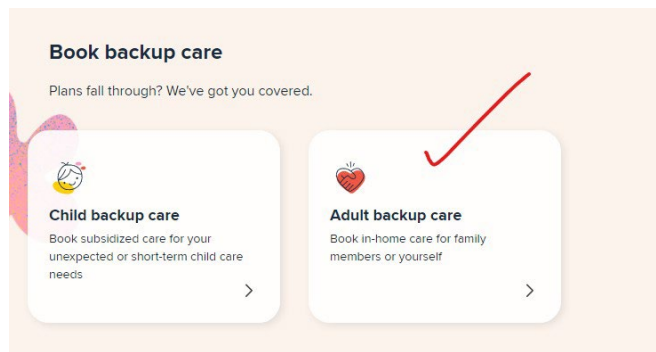 Book backup care
Plans fall through? We've got you covered.
Child backup care
Book subsidized care for your
unexpected or short-term child care
needs
Adult backup care
Book in-home care for family
members or yourself